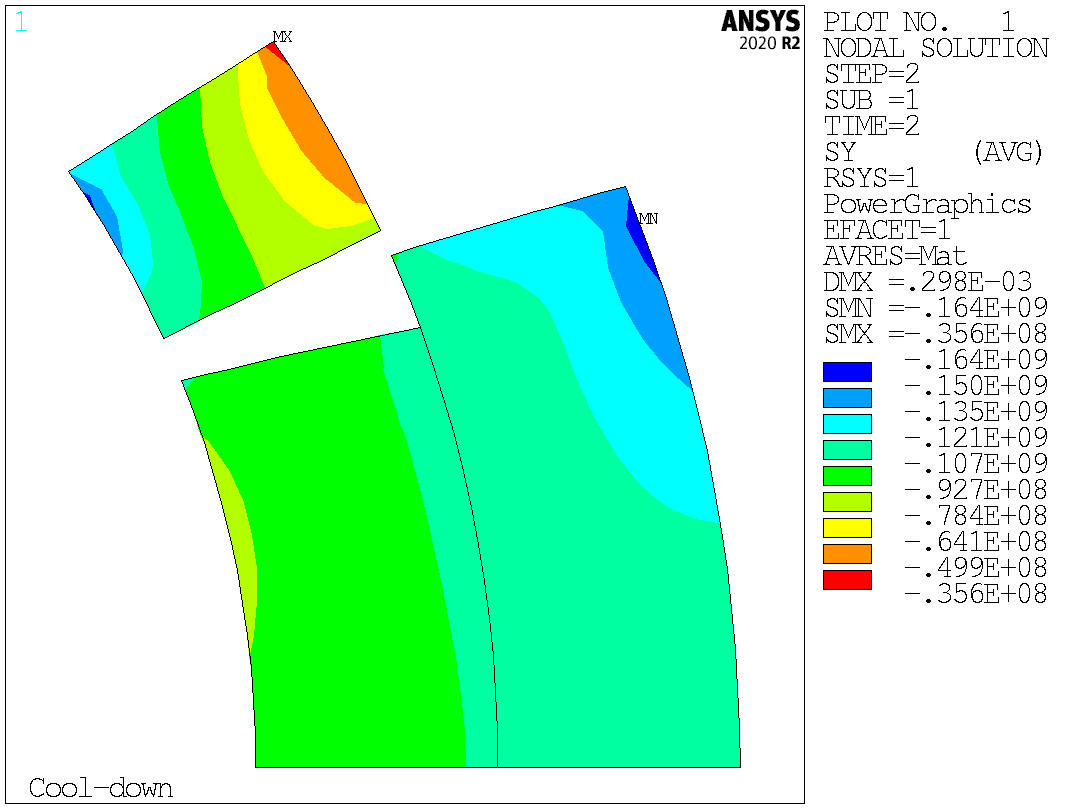 1
MX
ANSYS
2020 R2
MN
Cool-down
PLOT NO.   1
NODAL SOLUTION
STEP=2
SUB =1
TIME=2
SY       (AVG)
RSYS=1
PowerGraphics
EFACET=1
AVRES=Mat
DMX =.298E-03
SMN =-.164E+09
SMX =-.356E+08
-.164E+09
-.150E+09
-.135E+09
-.121E+09
-.107E+09
-.927E+08
-.784E+08
-.641E+08
-.499E+08
-.356E+08